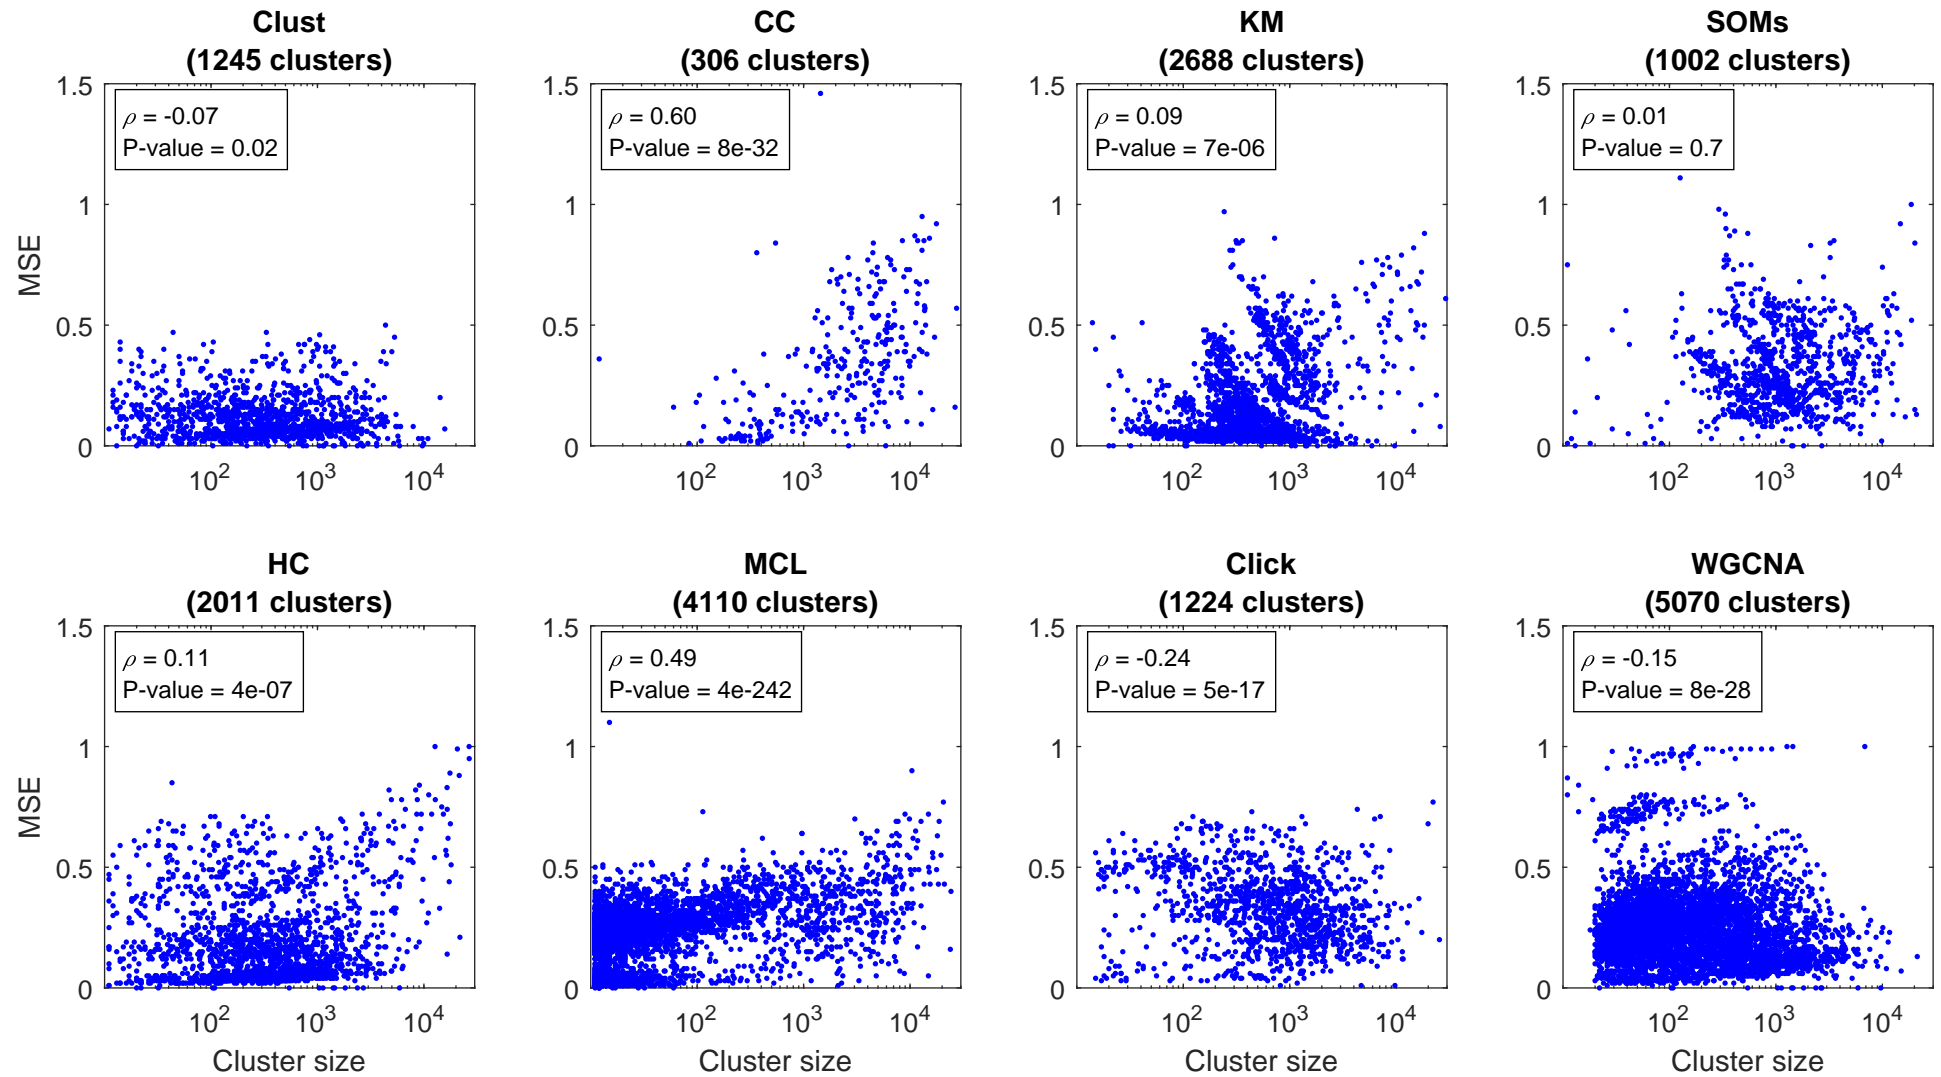 Clust
(1245 clusters)
ρ = -0.07
P-value = 0.02
MSE
1.5
1
0.5
0
10^2
10^3
10^4
CC
(306 clusters)
ρ = 0.60
P-value = 8e-32
1.5
1
0.5
0
10^2
10^3
10^4
KM
(2688 clusters)
ρ = 0.09
P-value = 7e-06
1.5
1
0.5
0
10^2
10^3
10^4
SOMs
(1002 clusters)
ρ = 0.01
P-value = 0.7
1.5
1
0.5
0
10^2
10^3
10^4
HC
(2011 clusters)
ρ = 0.11
P-value = 4e-07
MSE
1.5
1
0.5
0
10^2
10^3
10^4
Cluster size
MCL
(4110 clusters)
ρ = 0.49
P-value = 4e-242
1.5
1
0.5
0
10^2
10^3
10^4
Cluster size
Click
(1224 clusters)
ρ = -0.24
P-value = 5e-17
1.5
1
0.5
0
10^2
10^3
10^4
Cluster size
WGCNA
(5070 clusters)
ρ = -0.15
P-value = 8e-28
1.5
1
0.5
0
10^2
10^3
10^4
Cluster size